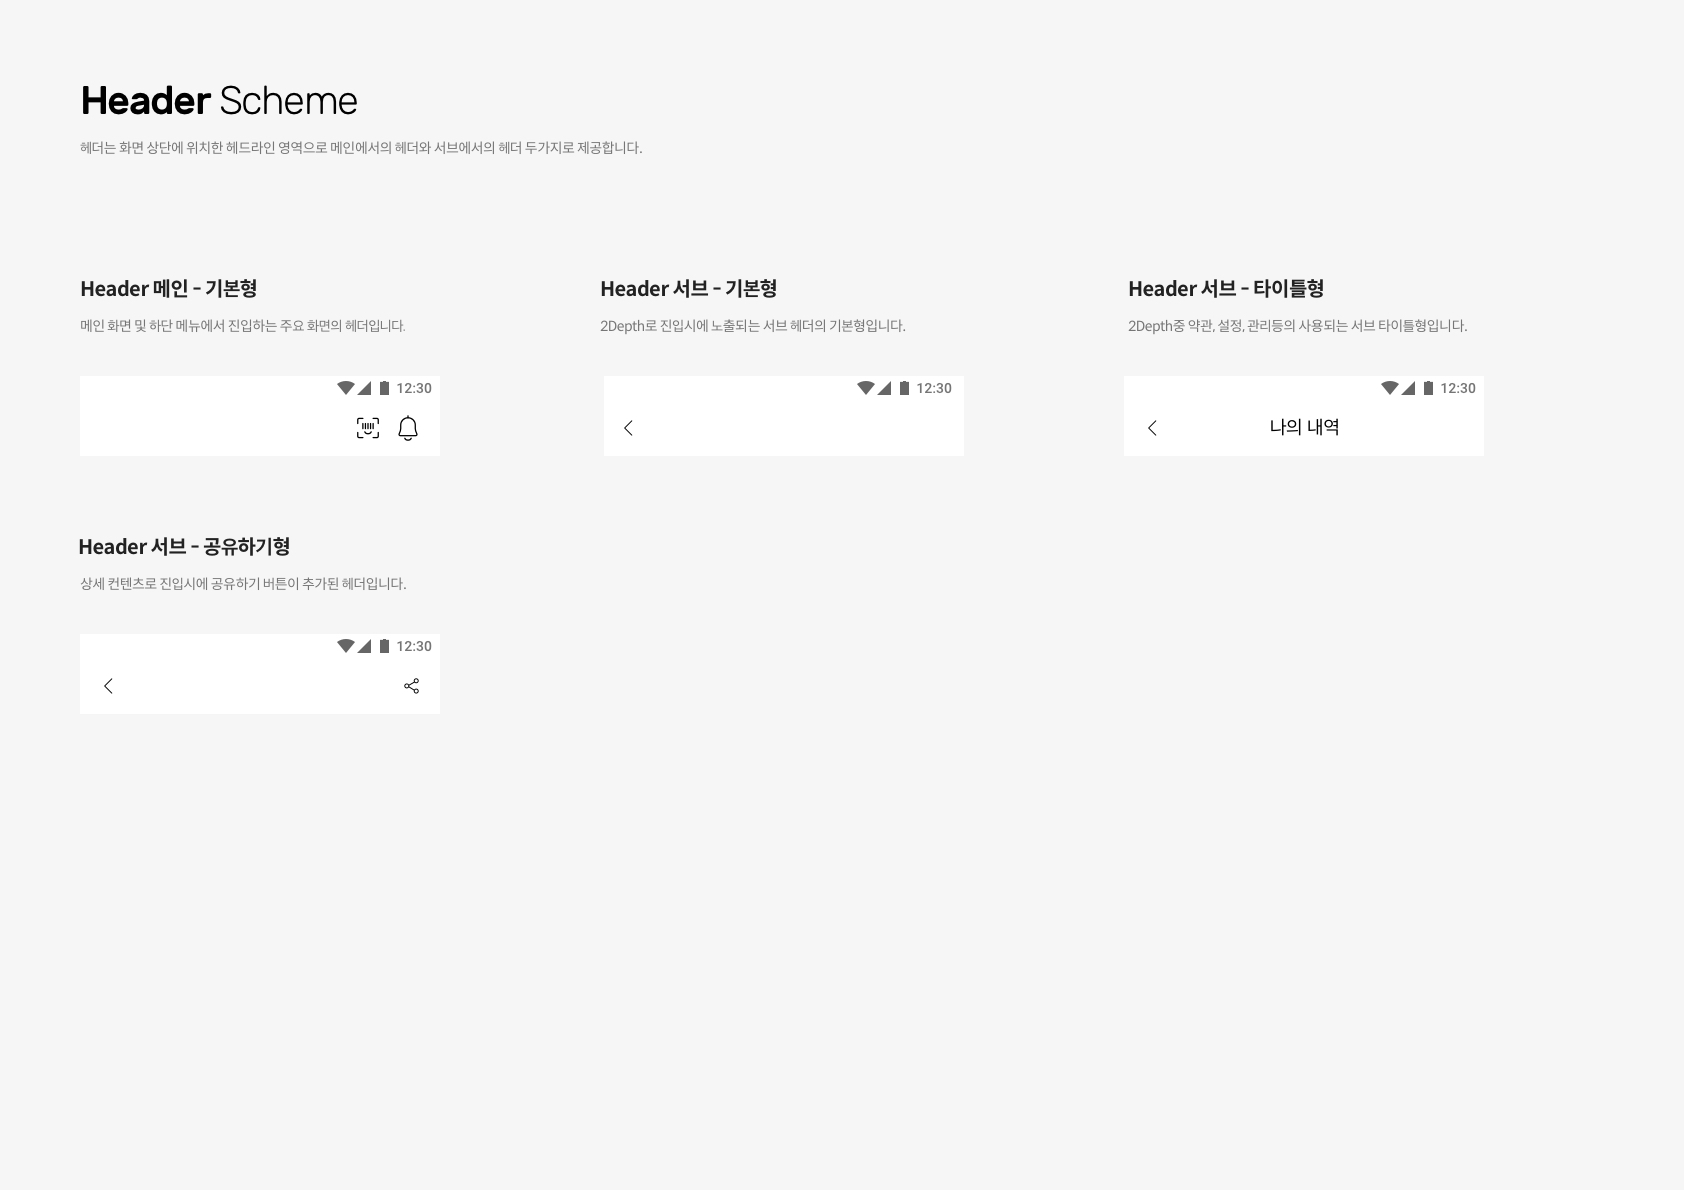 Header Scheme
헤더는 화면 상단에 위치한 헤드라인 영역으로 메인에서의 헤더와 서브에서의 헤더 두가지로 제공합니다.
Header 메인 - 기본형
메인 화면 및 하단 메뉴에서 진입하는 주요 화면의 헤더입니다.
12:30
Header 서브 - 기본형
2Depth로 진입시에 노출되는 서브 헤더의 기본형입니다.
12:30
Header 서브 - 타이틀형
2Depth중 약관, 설정, 관리등의 사용되는 서브 타이틀형입니다.
12:30
나의 내역
Header 서브 - 공유하기형
상세 컨텐츠로 진입시에 공유하기 버튼이 추가된 헤더입니다.
12:30